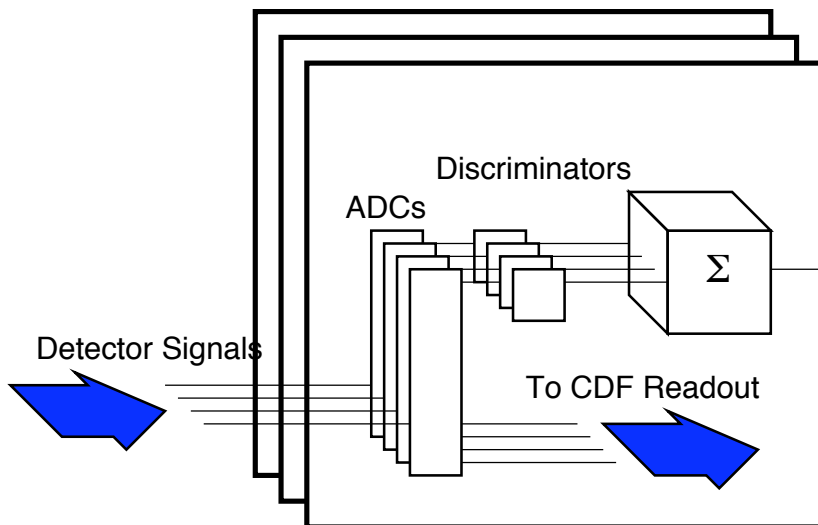 Discriminators
ADCs
Σ
Detector Signals
To CDF Readout